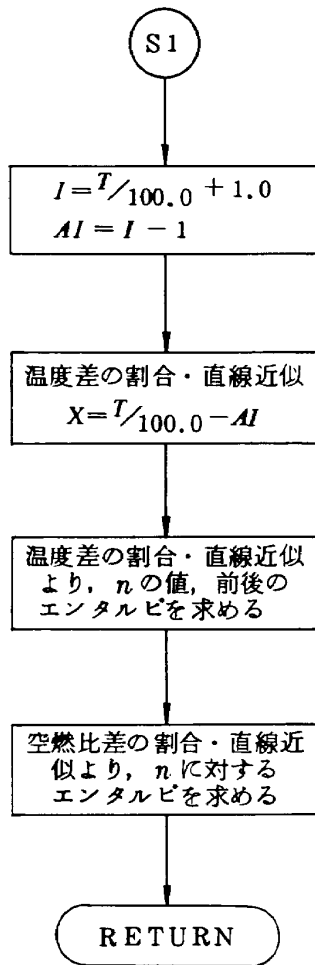 S1
I=T/100.0+1.0
AI=I-1
温度差の割合・直線近似
X=T/100.0-AI
温度差の割合・直線近似
より，nの値，前後の
エンタルピを求める
空燃比差の割合・直線近
似より，nに対する
エンタルピを求める
RETURN